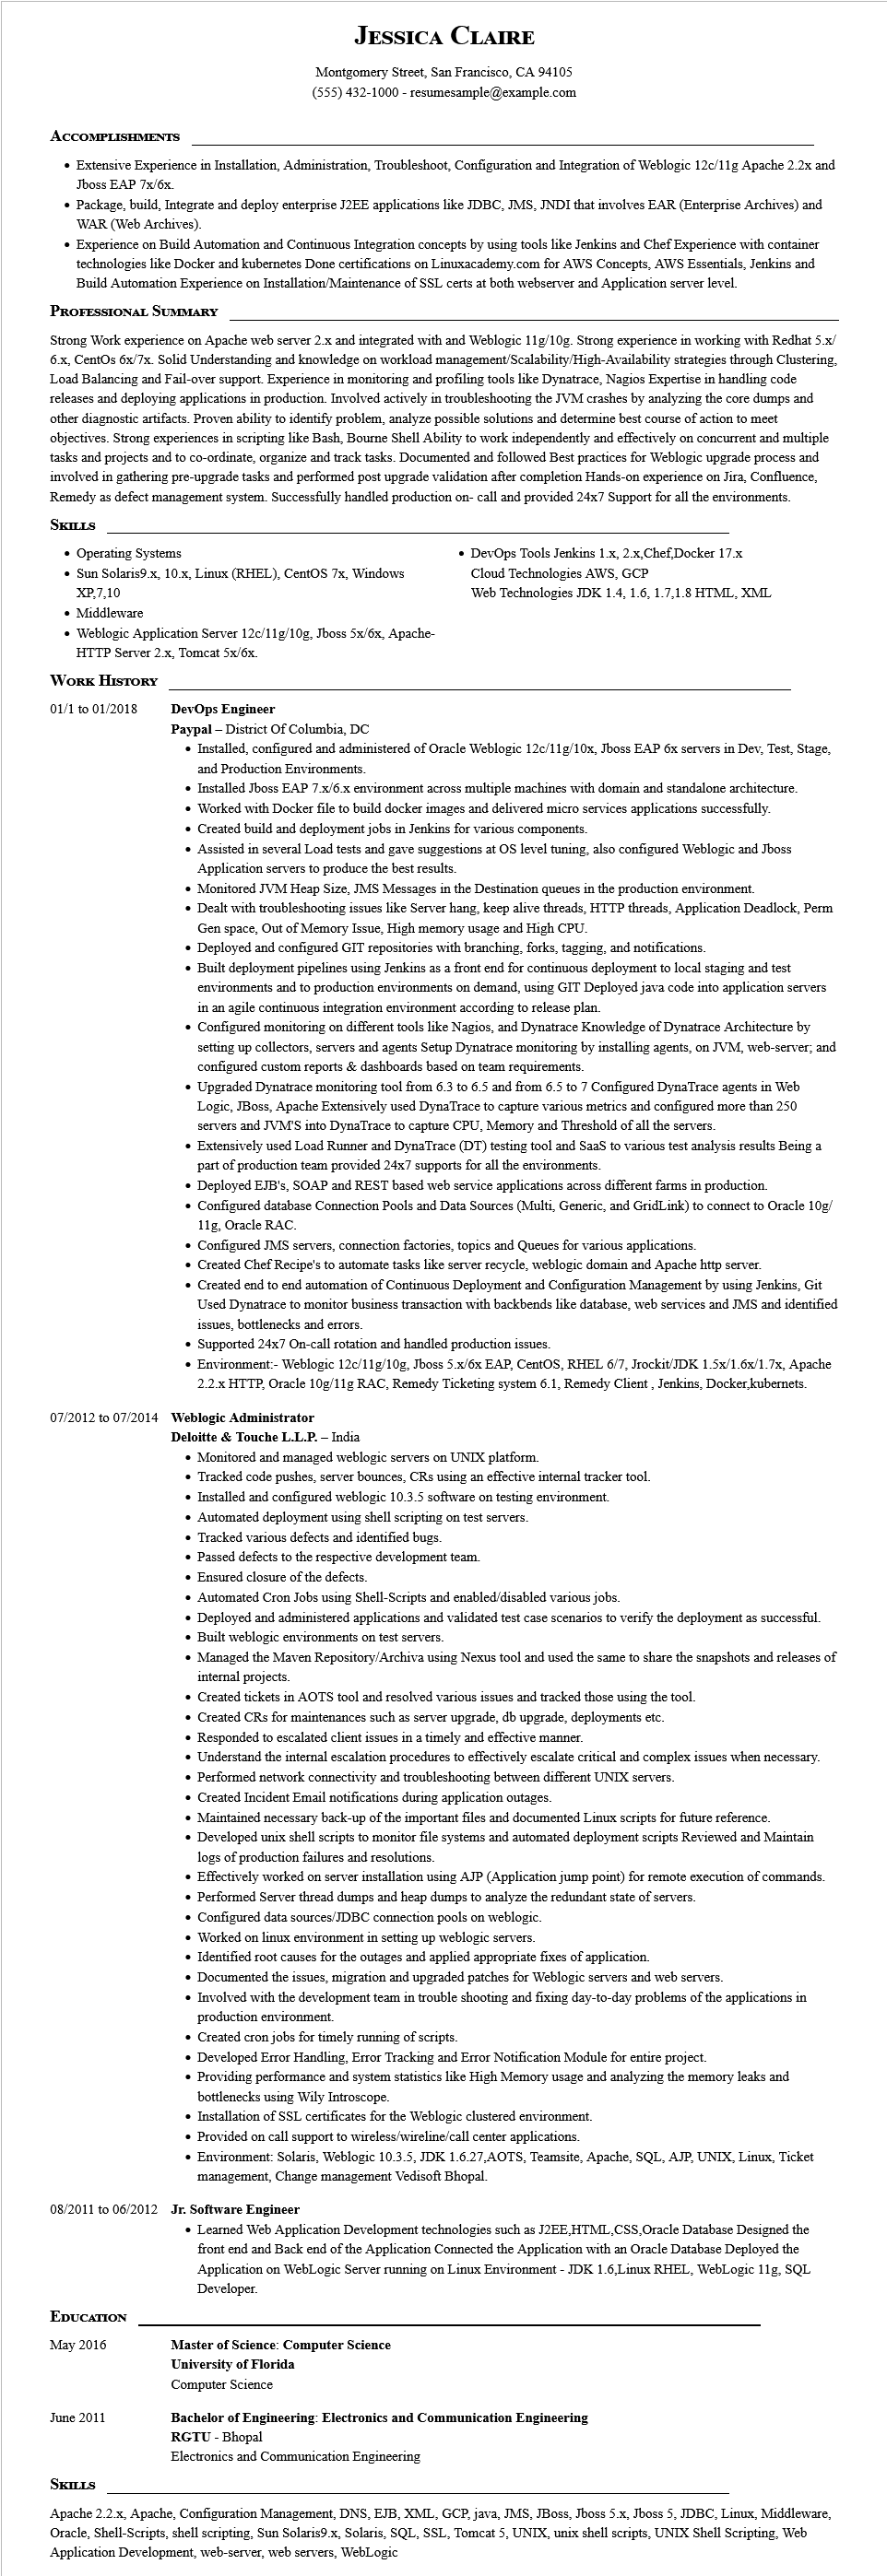 Jessica Claire
Montgomery Street, San Francisco, CA 94105
(555) 432-1000 - resumesample@example.com
Accomplishments
• Extensive Experience in Installation, Administration, Troubleshoot, Configuration and Integration of Weblogic 12c/11g Apache 2.2x and
Jboss EAP 7x/6x.
• Package, build, Integrate and deploy enterprise J2EE applications like JDBC, JMS, JNDI that involves EAR (Enterprise Archives) and
WAR (Web Archives).
• Experience on Build Automation and Continuous Integration concepts by using tools like Jenkins and Chef Experience with container
technologies like Docker and kubernetes Done certifications on Linuxacademy.com for AWS Concepts, AWS Essentials, Jenkins and
Build Automation Experience on Installation/Maintenance of SSL certs at both webserver and Application server level.
Professional Summary
Strong Work experience on Apache web server 2.x and integrated with and Weblogic 11g/10g. Strong experience in working with Redhat 5.x/
6.x, CentOs 6x/7x. Solid Understanding and knowledge on workload management/Scalability/High-Availability strategies through Clustering,
Load Balancing and Fail-over support. Experience in monitoring and profiling tools like Dynatrace, Nagios Expertise in handling code
releases and deploying applications in production. Involved actively in troubleshooting the JVM crashes by analyzing the core dumps and
other diagnostic artifacts. Proven ability to identify problem, analyze possible solutions and determine best course of action to meet
objectives. Strong experiences in scripting like Bash, Bourne Shell Ability to work independently and effectively on concurrent and multiple
tasks and projects and to co-ordinate, organize and track tasks. Documented and followed Best practices for Weblogic upgrade process and
involved in gathering pre-upgrade tasks and performed post upgrade validation after completion Hands-on experience on Jira, Confluence,
Remedy as defect management system. Successfully handled production on- call and provided 24x7 Support for all the environments.
Skills
• Operating Systems
• Sun Solaris9.x, 10.x, Linux (RHEL), CentOS 7x, Windows
XP,7,10
• Middleware
• Weblogic Application Server 12c/11g/10g, Jboss 5x/6x, Apache-
HTTP Server 2.x, Tomcat 5x/6x.
• DevOps Tools Jenkins 1.x, 2.x,Chef,Docker 17.x
Cloud Technologies AWS, GCP
Web Technologies JDK 1.4, 1.6, 1.7,1.8 HTML, XML
Work History
01/1 to 01/2018 DevOps Engineer
Paypal – District Of Columbia, DC
• Installed, configured and administered of Oracle Weblogic 12c/11g/10x, Jboss EAP 6x servers in Dev, Test, Stage,
and Production Environments.
• Installed Jboss EAP 7.x/6.x environment across multiple machines with domain and standalone architecture.
• Worked with Docker file to build docker images and delivered micro services applications successfully.
• Created build and deployment jobs in Jenkins for various components.
• Assisted in several Load tests and gave suggestions at OS level tuning, also configured Weblogic and Jboss
Application servers to produce the best results.
• Monitored JVM Heap Size, JMS Messages in the Destination queues in the production environment.
• Dealt with troubleshooting issues like Server hang, keep alive threads, HTTP threads, Application Deadlock, Perm
Gen space, Out of Memory Issue, High memory usage and High CPU.
• Deployed and configured GIT repositories with branching, forks, tagging, and notifications.
• Built deployment pipelines using Jenkins as a front end for continuous deployment to local staging and test
environments and to production environments on demand, using GIT Deployed java code into application servers
in an agile continuous integration environment according to release plan.
• Configured monitoring on different tools like Nagios, and Dynatrace Knowledge of Dynatrace Architecture by
setting up collectors, servers and agents Setup Dynatrace monitoring by installing agents, on JVM, web-server; and
configured custom reports & dashboards based on team requirements.
• Upgraded Dynatrace monitoring tool from 6.3 to 6.5 and from 6.5 to 7 Configured DynaTrace agents in Web
Logic, JBoss, Apache Extensively used DynaTrace to capture various metrics and configured more than 250
servers and JVM'S into DynaTrace to capture CPU, Memory and Threshold of all the servers.
• Extensively used Load Runner and DynaTrace (DT) testing tool and SaaS to various test analysis results Being a
part of production team provided 24x7 supports for all the environments.
• Deployed EJB's, SOAP and REST based web service applications across different farms in production.
• Configured database Connection Pools and Data Sources (Multi, Generic, and GridLink) to connect to Oracle 10g/
11g, Oracle RAC.
• Configured JMS servers, connection factories, topics and Queues for various applications.
• Created Chef Recipe's to automate tasks like server recycle, weblogic domain and Apache http server.
• Created end to end automation of Continuous Deployment and Configuration Management by using Jenkins, Git
Used Dynatrace to monitor business transaction with backbends like database, web services and JMS and identified
issues, bottlenecks and errors.
• Supported 24x7 On-call rotation and handled production issues.
• Environment:- Weblogic 12c/11g/10g, Jboss 5.x/6x EAP, CentOS, RHEL 6/7, Jrockit/JDK 1.5x/1.6x/1.7x, Apache
2.2.x HTTP, Oracle 10g/11g RAC, Remedy Ticketing system 6.1, Remedy Client , Jenkins, Docker,kubernets.
07/2012 to 07/2014 Weblogic Administrator
Deloitte & Touche L.L.P. – India
• Monitored and managed weblogic servers on UNIX platform.
• Tracked code pushes, server bounces, CRs using an effective internal tracker tool.
• Installed and configured weblogic 10.3.5 software on testing environment.
• Automated deployment using shell scripting on test servers.
• Tracked various defects and identified bugs.
• Passed defects to the respective development team.
• Ensured closure of the defects.
• Automated Cron Jobs using Shell-Scripts and enabled/disabled various jobs.
• Deployed and administered applications and validated test case scenarios to verify the deployment as successful.
• Built weblogic environments on test servers.
• Managed the Maven Repository/Archiva using Nexus tool and used the same to share the snapshots and releases of
internal projects.
• Created tickets in AOTS tool and resolved various issues and tracked those using the tool.
• Created CRs for maintenances such as server upgrade, db upgrade, deployments etc.
• Responded to escalated client issues in a timely and effective manner.
• Understand the internal escalation procedures to effectively escalate critical and complex issues when necessary.
• Performed network connectivity and troubleshooting between different UNIX servers.
• Created Incident Email notifications during application outages.
• Maintained necessary back-up of the important files and documented Linux scripts for future reference.
• Developed unix shell scripts to monitor file systems and automated deployment scripts Reviewed and Maintain
logs of production failures and resolutions.
• Effectively worked on server installation using AJP (Application jump point) for remote execution of commands.
• Performed Server thread dumps and heap dumps to analyze the redundant state of servers.
• Configured data sources/JDBC connection pools on weblogic.
• Worked on linux environment in setting up weblogic servers.
• Identified root causes for the outages and applied appropriate fixes of application.
• Documented the issues, migration and upgraded patches for Weblogic servers and web servers.
• Involved with the development team in trouble shooting and fixing day-to-day problems of the applications in
production environment.
• Created cron jobs for timely running of scripts.
• Developed Error Handling, Error Tracking and Error Notification Module for entire project.
• Providing performance and system statistics like High Memory usage and analyzing the memory leaks and
bottlenecks using Wily Introscope.
• Installation of SSL certificates for the Weblogic clustered environment.
• Provided on call support to wireless/wireline/call center applications.
• Environment: Solaris, Weblogic 10.3.5, JDK 1.6.27,AOTS, Teamsite, Apache, SQL, AJP, UNIX, Linux, Ticket
management, Change management Vedisoft Bhopal.
08/2011 to 06/2012 Jr. Software Engineer
• Learned Web Application Development technologies such as J2EE,HTML,CSS,Oracle Database Designed the
front end and Back end of the Application Connected the Application with an Oracle Database Deployed the
Application on WebLogic Server running on Linux Environment - JDK 1.6,Linux RHEL, WebLogic 11g, SQL
Developer.
Education
May 2016 Master of Science: Computer Science
University of Florida
Computer Science
June 2011 Bachelor of Engineering: Electronics and Communication Engineering
RGTU - Bhopal
Electronics and Communication Engineering
Skills
Apache 2.2.x, Apache, Configuration Management, DNS, EJB, XML, GCP, java, JMS, JBoss, Jboss 5.x, Jboss 5, JDBC, Linux, Middleware,
Oracle, Shell-Scripts, shell scripting, Sun Solaris9.x, Solaris, SQL, SSL, Tomcat 5, UNIX, unix shell scripts, UNIX Shell Scripting, Web
Application Development, web-server, web servers, WebLogic